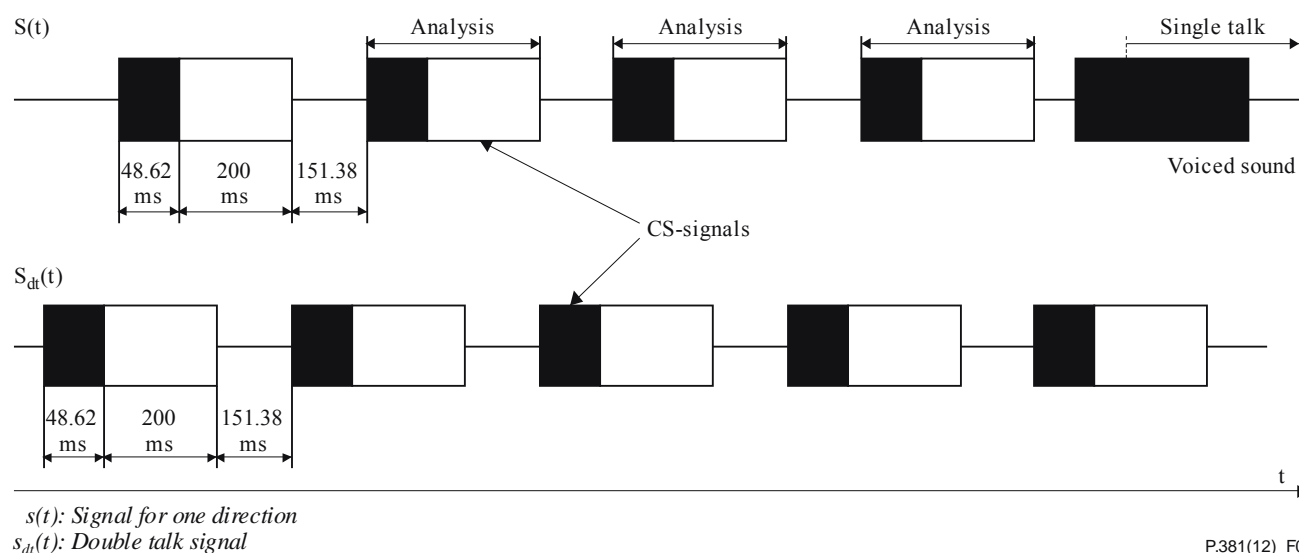 S(t)
Analysis
Analysis
Analysis
Single talk
48.62
ms
200
ms
151.38
ms
Voiced sound
CS-signals
S_dt(t)
48.62
ms
200
ms
151.38
ms
t
s(t): Signal for one direction
s_dt(t): Double talk signal
P.381(12)_F0